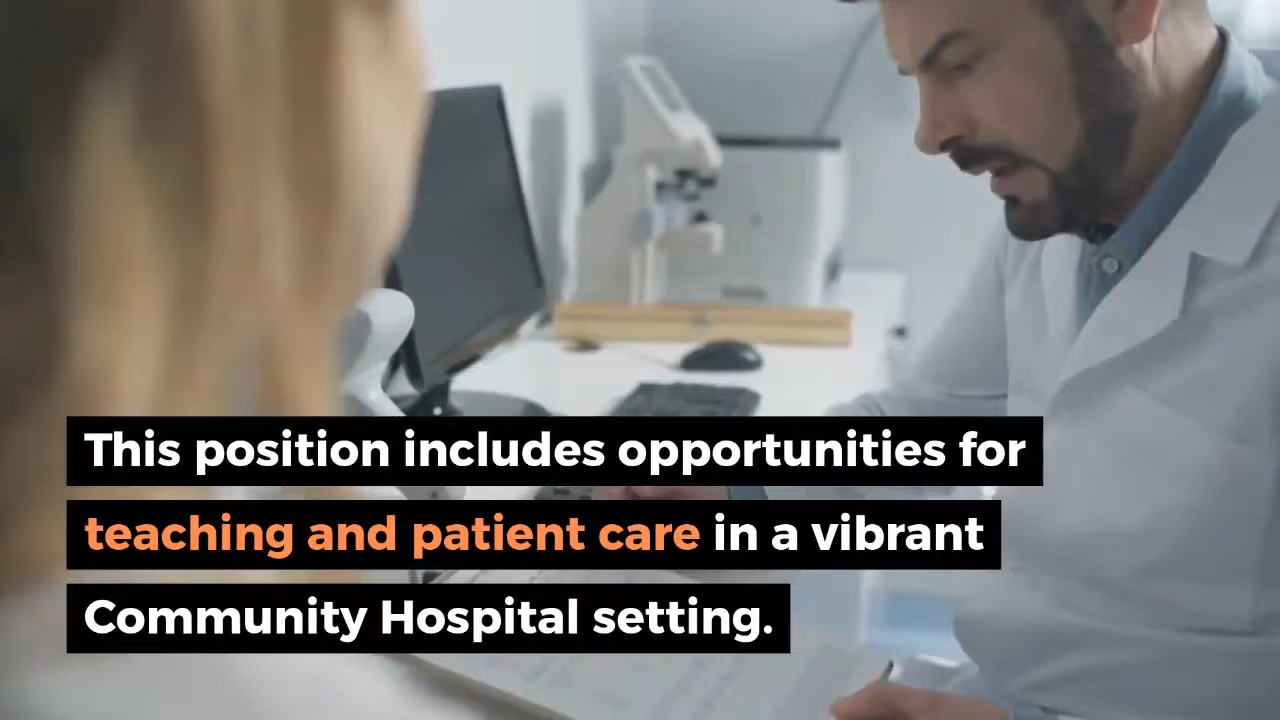 This position includes opportunities for
teaching and patient care in a vibrant
Community Hospital setting.